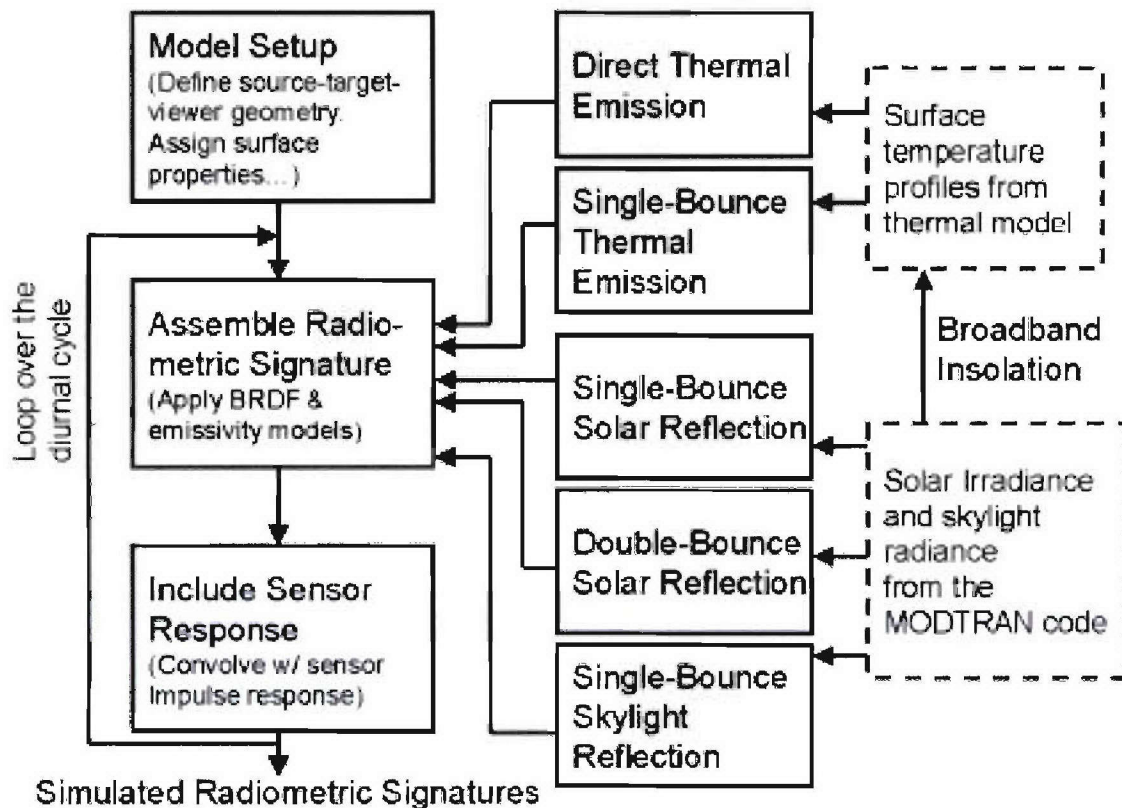 Model Setup
(Define source-target-
viewer geometry.
Assign surface
properties... )
Loop over the
diurnal cycle
Assemble Radio-
metric Signature
(Apply BRDF &
emissivity models)
Include Sensor
Response
(Convolve w/ sensor
Impulse response)
Simulated Radiometric Signatures
Direct Thermal
Emission
Single-Bounce
Thermal
Emission
Single-Bounce
Solar Reflection
Double-Bounce
Solar Reflection
Single-Bounce
Skylight
Reflection
Surface
temperature
profiles from
thermal model
Broadband
Insolation
Solar Irradiance
and skylight
radiance
from the
MODTRAN code